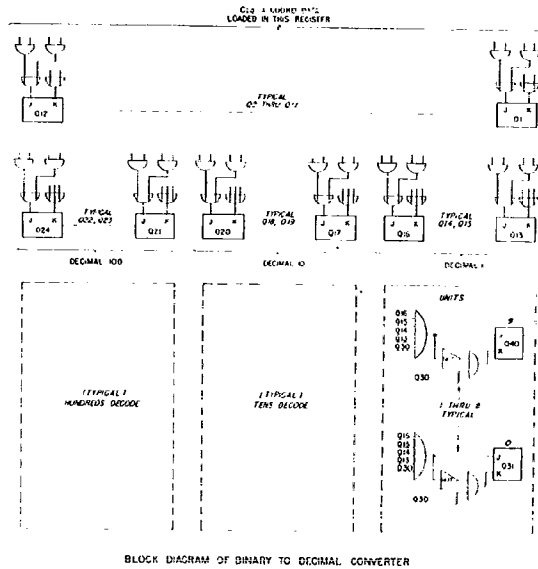 LOADED IN THIS REGISTER
TYPICAL
Q2 THRU Q11
J K
Q12
J K
Q1
J K
Q24
TYPICAL
Q22, Q23
J K
Q21
J K
Q20
TYPICAL
Q18, Q19
J K
Q17
J K
Q16
TYPICAL
Q14, Q15
J K
Q13
DECIMAL 100
DECIMAL 10
DECIMAL 1
UNITS
Q16
Q15
Q14
Q13
Q30
9
J
K
Q40
Q30
(TYPICAL)
HUNDREDS DECODE
(TYPICAL)
TENS DECODE
1 THRU 8
TYPICAL
Q16
Q15
Q14
Q13
Q30
0
J
K
Q31
Q30
BLOCK DIAGRAM OF BINARY TO DECIMAL CONVERTER